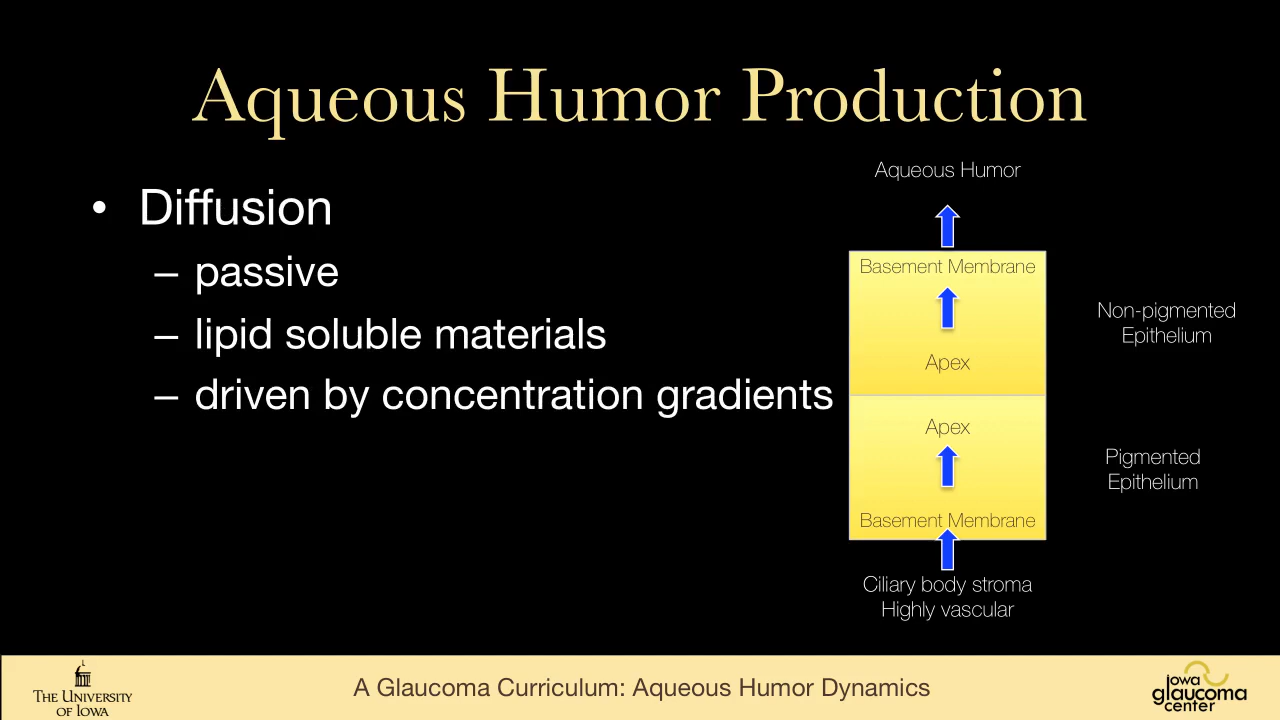 Aqueous Humor Production
• Diffusion
– passive
– lipid soluble materials
– driven by concentration gradients
Aqueous Humor
Basement Membrane
Apex
Non-pigmented
Epithelium
Apex
Basement Membrane
Pigmented
Epithelium
Ciliary body stroma
Highly vascular
THE UNIVERSITY
OF IOWA
A Glaucoma Curriculum: Aqueous Humor Dynamics
iowa
glaucoma
center